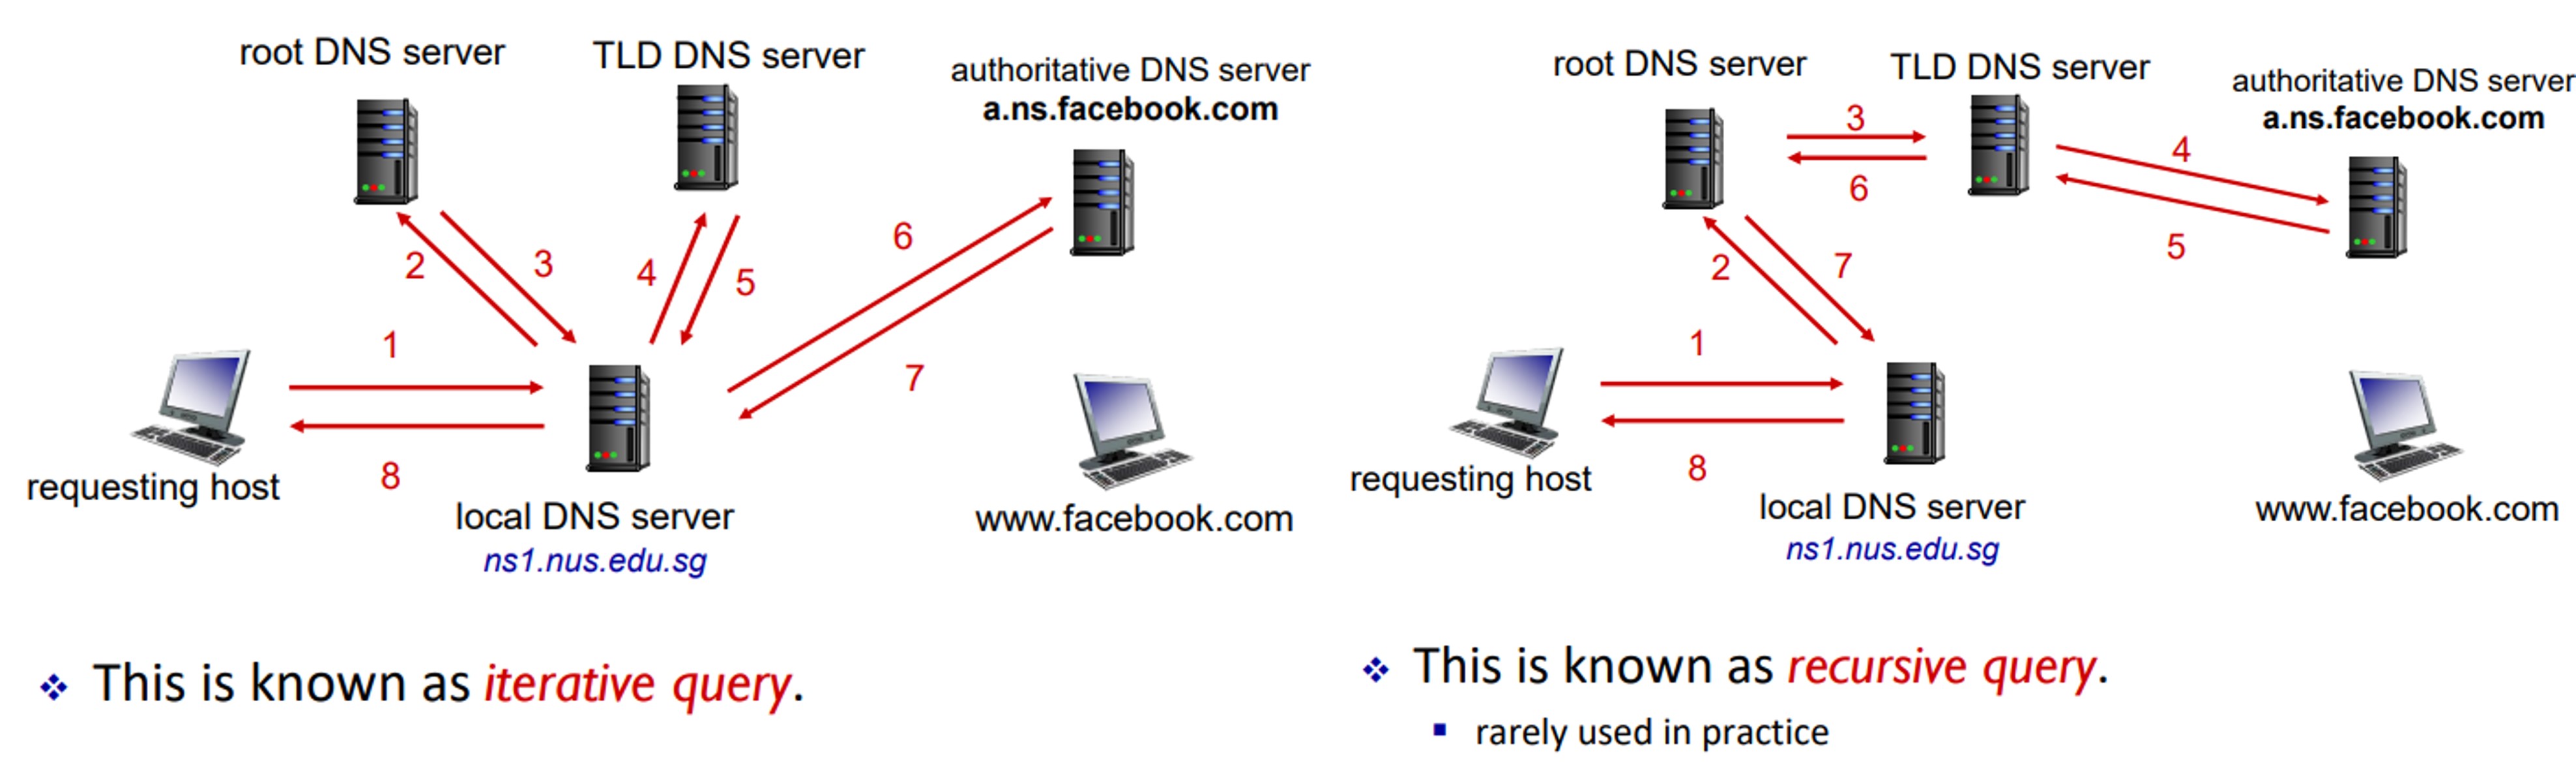 root DNS server
TLD DNS server
authoritative DNS server
a.ns.facebook.com
2
3
4
5
6
7
1
8
requesting host
local DNS server
ns1.nus.edu.sg
www.facebook.com
❖ This is known as iterative query.
root DNS server
TLD DNS server
authoritative DNS server
a.ns.facebook.com
3
6
4
5
2
7
1
8
requesting host
local DNS server
ns1.nus.edu.sg
www.facebook.com
❖ This is known as recursive query.
▪ rarely used in practice